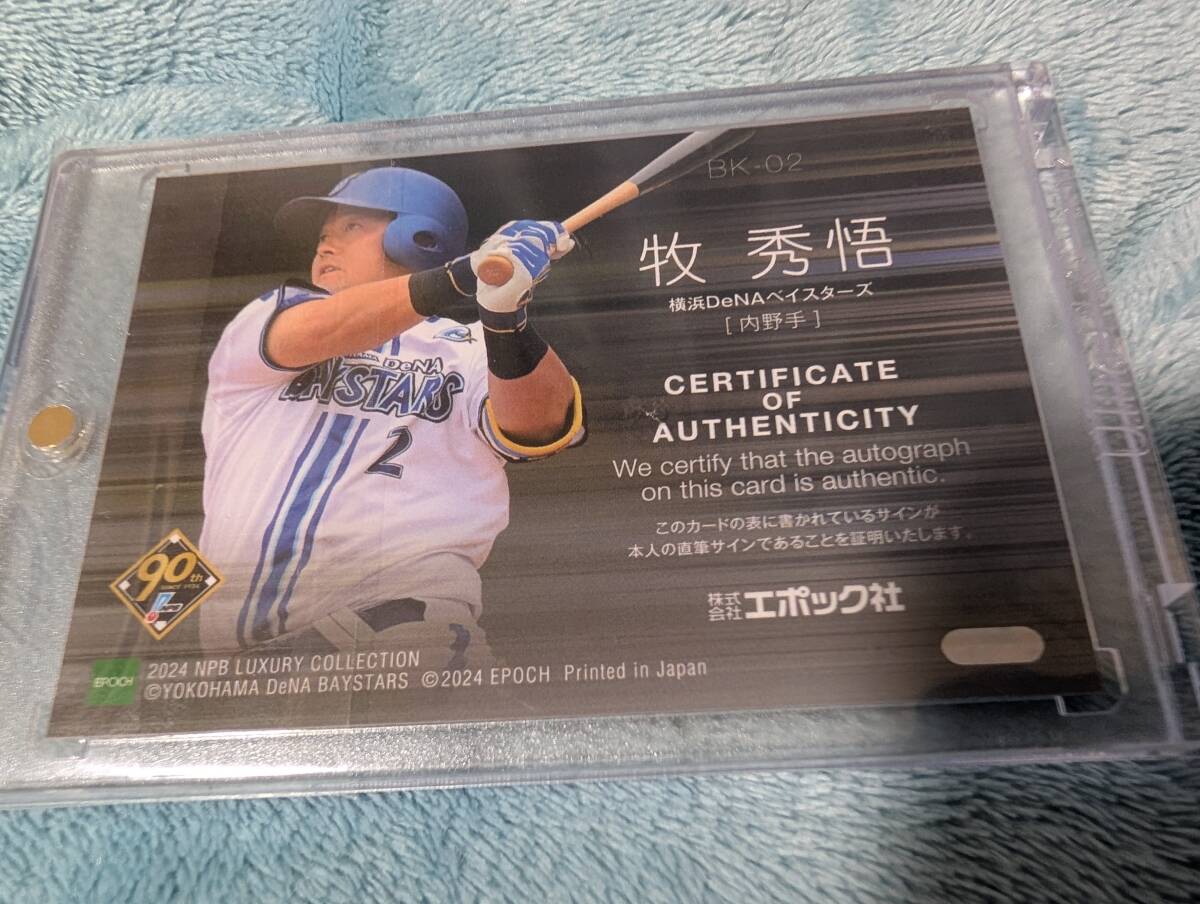 BK-02
牧 秀悟
横浜DeNAベイスターズ
[内野手]
CERTIFICATE
OF
AUTHENTICITY
We certify that the autograph
on this card is authentic.
このカードの表に書かれているサインが
本人の直筆サインであることを証明いたします。
株式会社エポック社
DeNA
BAYSTARS
2
90th
SINCE 1934
EPOCH
2024 NPB LUXURY COLLECTION
©YOKOHAMA DeNA BAYSTARS ©2024 EPOCH Printed in Japan